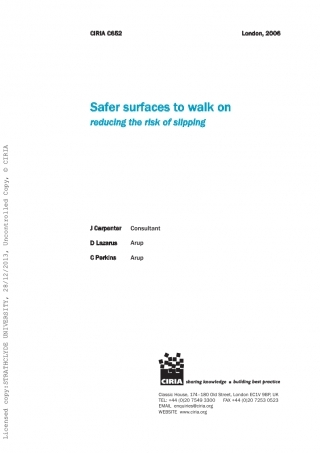 CIRIA C652 London, 2006
Safer surfaces to walk on
reducing the risk of slipping
J Carpenter Consultant
D Lazarus Arup
C Perkins Arup
CIRIA sharing knowledge • building best practice
Classic House, 174–180 Old Street, London EC1V 9BP, UK
TEL: +44 (0)20 7549 3300 FAX +44 (0)20 7253 0523
EMAIL enquiries@ciria.org
WEBSITE www.ciria.org
Licensed copy:STRATHCLYDE UNIVERSITY, 28/12/2013, Uncontrolled Copy, © CIRIA